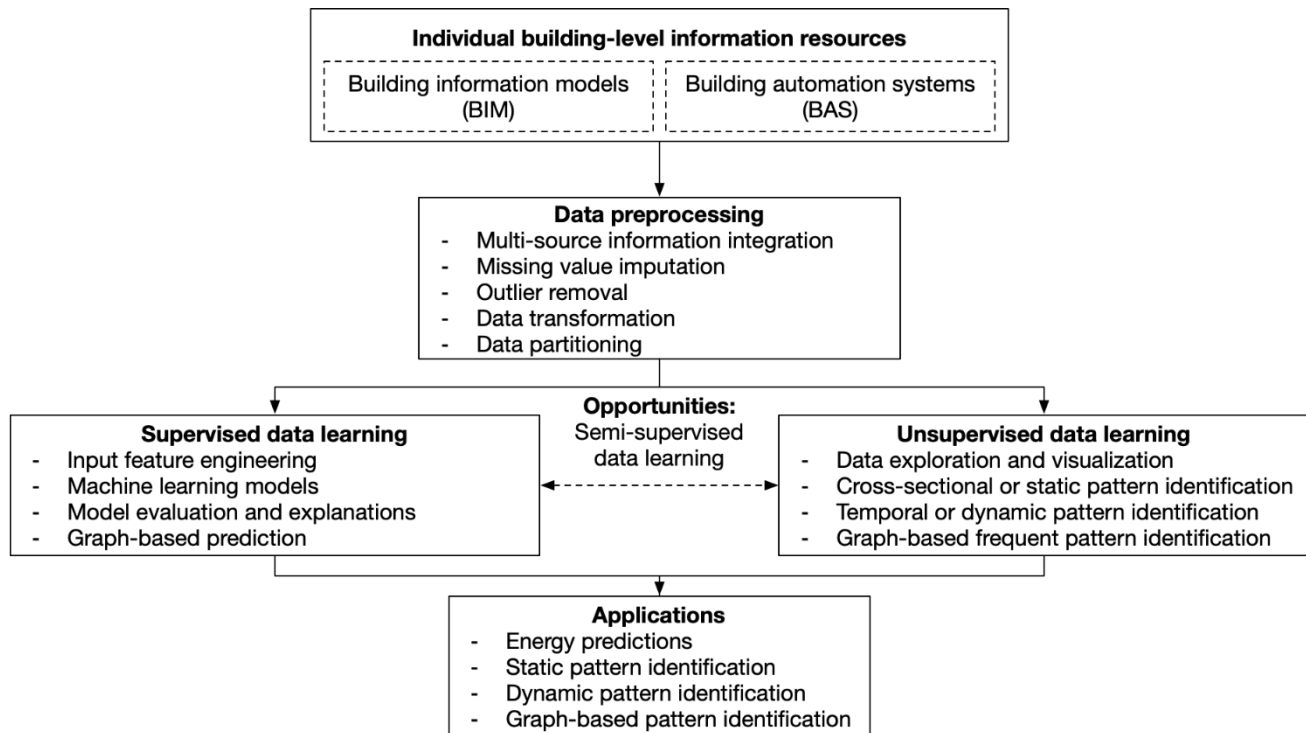 Individual building-level information resources
Building information models
(BIM)
Building automation systems
(BAS)
Data preprocessing
- Multi-source information integration
- Missing value imputation
- Outlier removal
- Data transformation
- Data partitioning
Opportunities:
Semi-supervised
data learning
Supervised data learning
- Input feature engineering
- Machine learning models
- Model evaluation and explanations
- Graph-based prediction
Unsupervised data learning
- Data exploration and visualization
- Cross-sectional or static pattern identification
- Temporal or dynamic pattern identification
- Graph-based frequent pattern identification
Applications
- Energy predictions
- Static pattern identification
- Dynamic pattern identification
- Graph-based pattern identification